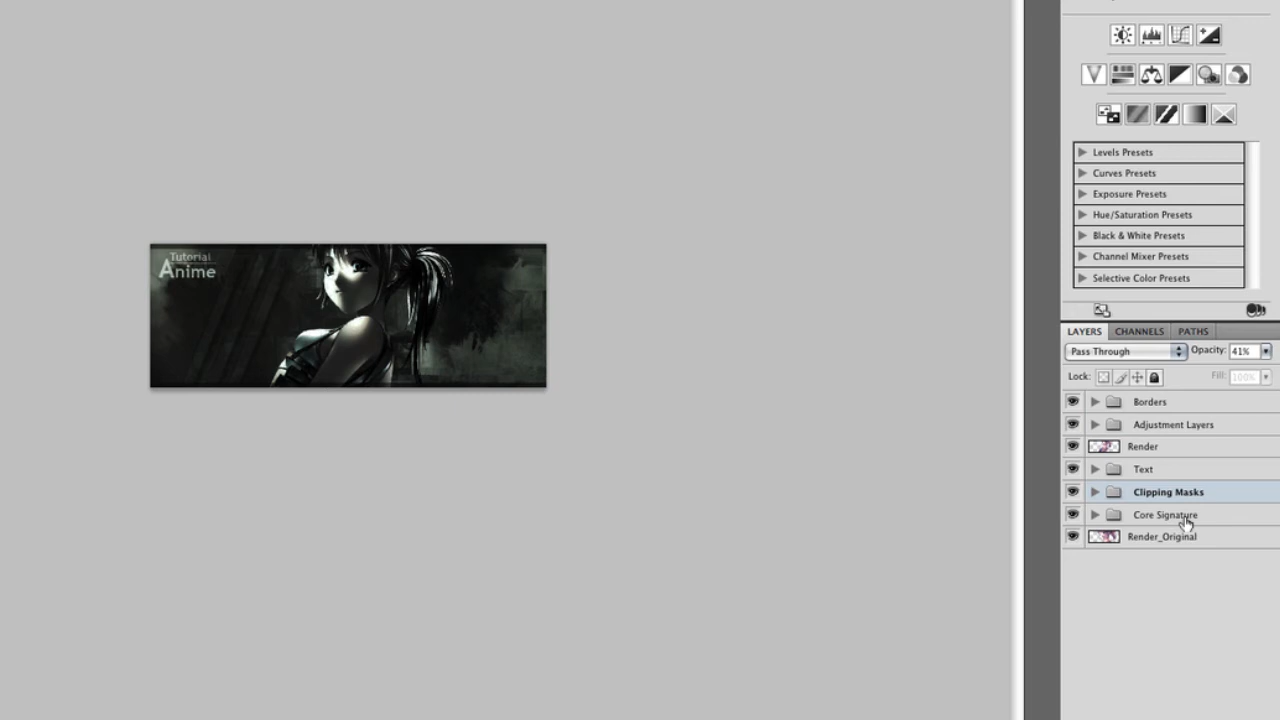 Tutorial
Anime
Levels Presets
Curves Presets
Exposure Presets
Hue/Saturation Presets
Black & White Presets
Channel Mixer Presets
Selective Color Presets
LAYERS CHANNELS PATHS
Pass Through Opacity: 41%
Lock: Fill: 100%
Borders
Adjustment Layers
Render
Text
Clipping Masks
Core Signature
Render_Original